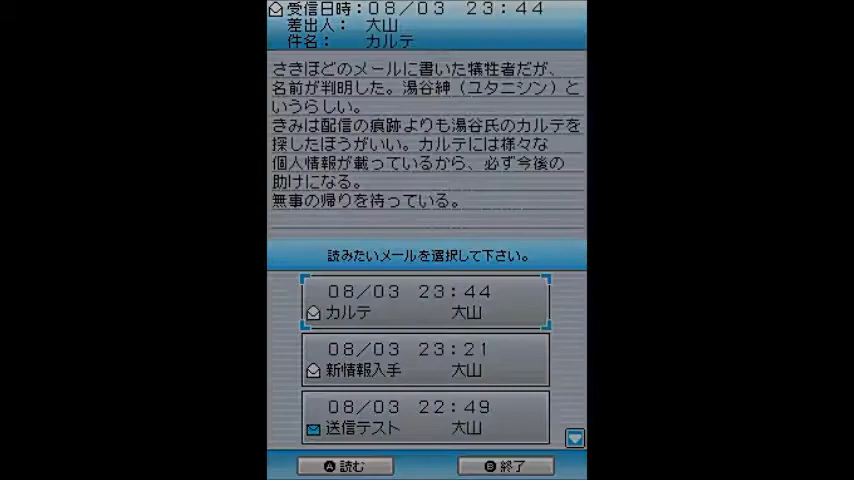 受信日時：08／03 23：44
差出人： 大山
件名： カルテ
さきほどのメールに書いた犠牲者だが、
名前が判明した。湯谷紳（ユタニシン）と
いうらしい。
きみは配信の痕跡よりも湯谷氏のカルテを
探したほうがいい。カルテには様々な
個人情報が載っているから、必ず今後の
助けになる。
無事の帰りを待っている。
読みたいメールを選択して下さい。
08／03 23：44
カルテ 大山
08／03 23：21
新情報入手 大山
08／03 22：49
送信テスト 大山
A 読む B 終了